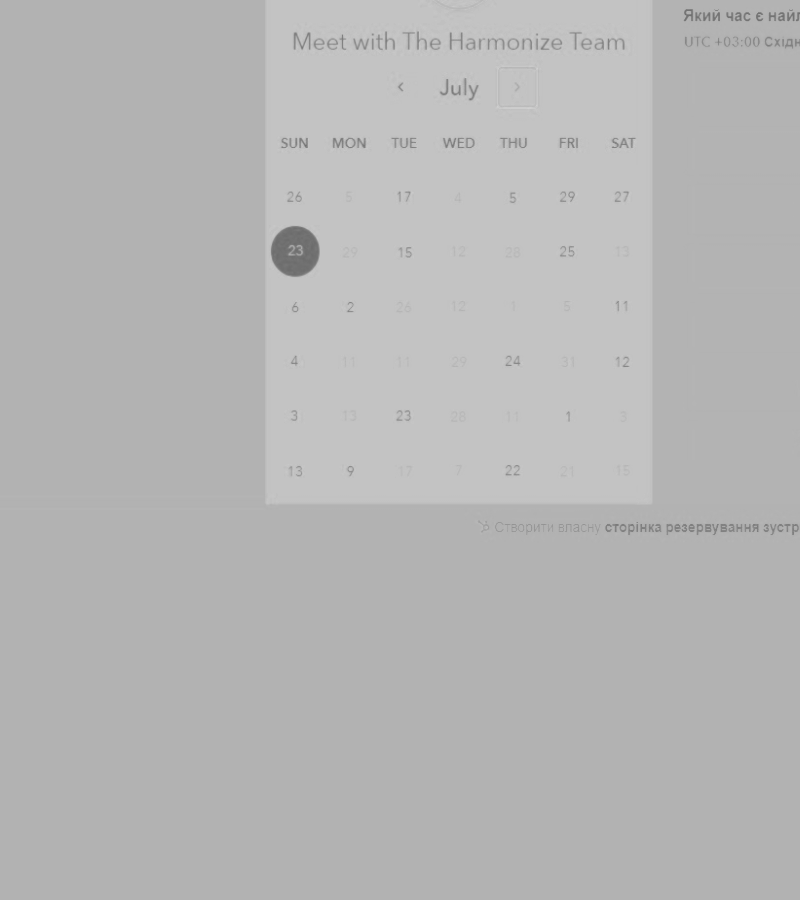 Який час є найл
Meet with The Harmonize Team
UTC +03:00 Східн
July
SUN MON TUE WED THU FRI SAT
26 5 17 4 5 29 27
23 29 15 12 28 25 13
6 2 26 12 1 5 11
4 11 11 29 24 31 12
3 13 23 28 11 1 3
13 9 17 7 22 21 15
Створити власну сторінка резервування зустр